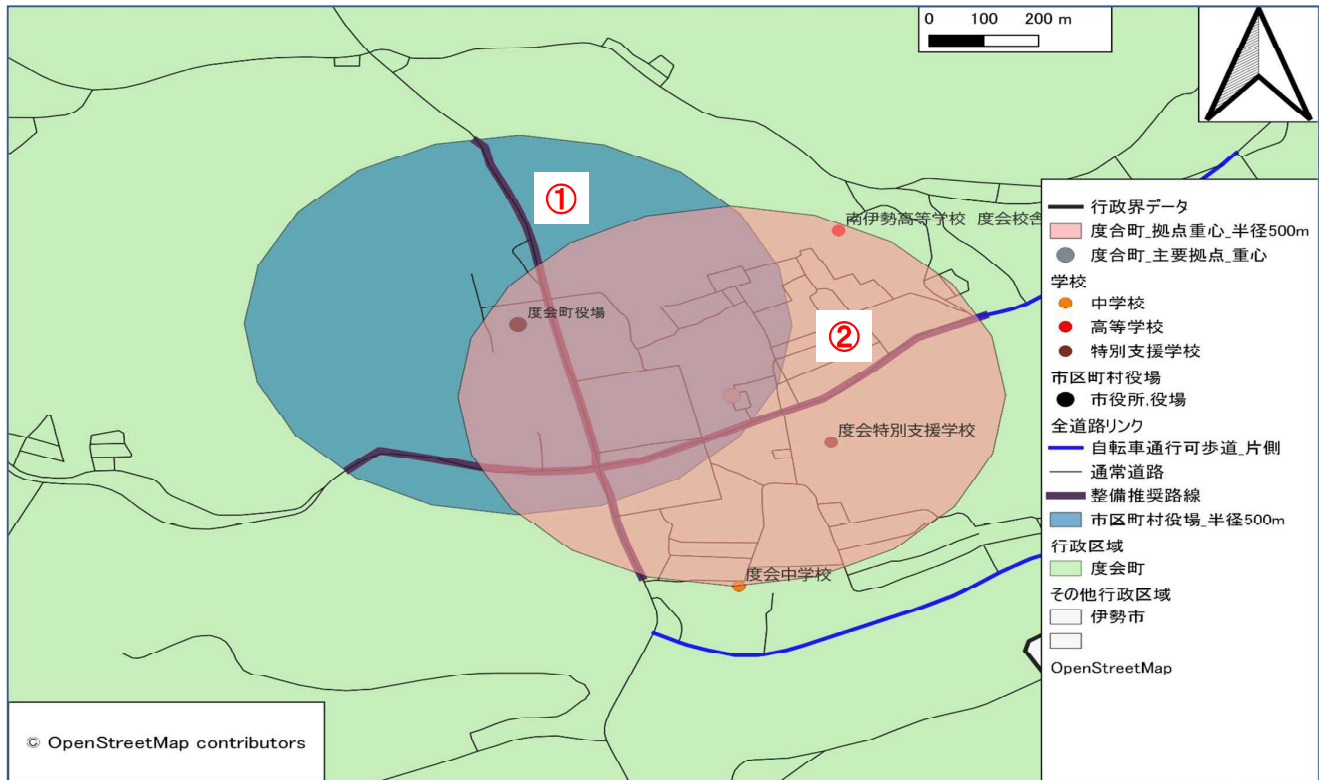 0 100 200 m
①
南伊勢高等学校 度会校舎
度会町役場
②
度会特別支援学校
度会中学校
行政界データ
度合町_拠点重心_半径500m
度合町_主要拠点_重心
学校
中学校
高等学校
特別支援学校
市区町村役場
市役所,役場
全道路リンク
自転車通行可歩道_片側
通常道路
整備推奨路線
市区町村役場_半径500m
行政区域
度会町
その他行政区域
伊勢市
OpenStreetMap
© OpenStreetMap contributors